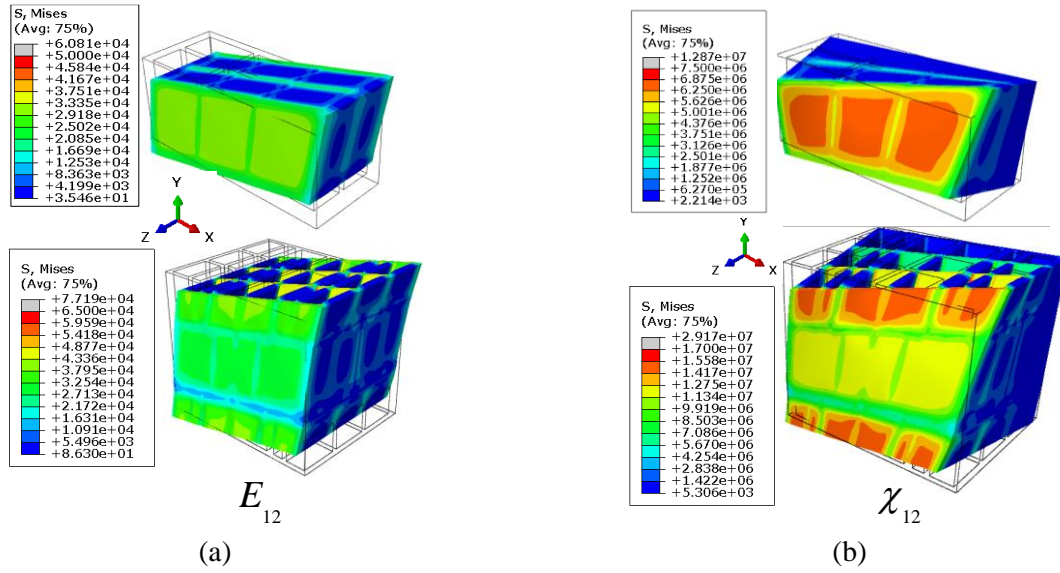 S, Mises
(Avg: 75%)
+6.081e+04
+5.000e+04
+4.584e+04
+4.167e+04
+3.751e+04
+3.335e+04
+2.918e+04
+2.502e+04
+2.085e+04
+1.669e+04
+1.253e+04
+8.363e+03
+4.199e+03
+3.546e+01
Y
Z
X
S, Mises
(Avg: 75%)
+7.719e+04
+6.500e+04
+5.959e+04
+5.418e+04
+4.877e+04
+4.336e+04
+3.795e+04
+3.254e+04
+2.713e+04
+2.172e+04
+1.631e+04
+1.091e+04
+5.496e+03
+8.630e+01
E12
(a)
S, Mises
(Avg: 75%)
+1.287e+07
+7.500e+06
+6.875e+06
+6.250e+06
+5.626e+06
+5.001e+06
+4.376e+06
+3.751e+06
+3.126e+06
+2.501e+06
+1.877e+06
+1.252e+06
+6.270e+05
+2.214e+03
Y
Z
X
S, Mises
(Avg: 75%)
+2.917e+07
+1.700e+07
+1.558e+07
+1.417e+07
+1.275e+07
+1.134e+07
+9.919e+06
+8.503e+06
+7.086e+06
+5.670e+06
+4.254e+06
+2.838e+06
+1.422e+06
+5.306e+03
χ12
(b)